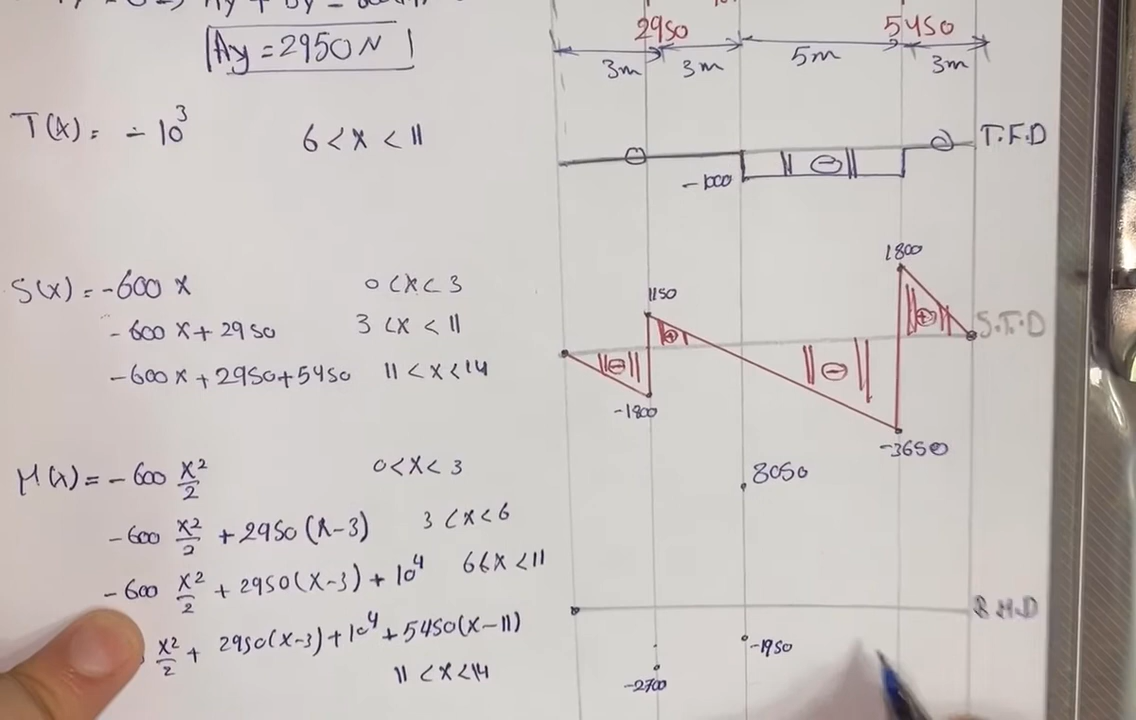 Ay = 2950 N
T(x) = - 10³ 6 < x < 11
S(x) = -600 x 0 < x < 3
-600 x + 2950 3 < x < 11
-600 x + 2950 + 5450 11 < x < 14
M(x) = -600 x²/2 0 < x < 3
-600 x²/2 + 2950 (x-3) 3 < x < 6
-600 x²/2 + 2950 (x-3) + 10⁴ 6 < x < 11
x²/2 + 2950(x-3) + 10⁴ + 5450(x-11)
11 < x < 14
2950 5450
3m 3m 5m 3m
T.F.D
-1000
1800
1150
S.F.D
-1800
-3650
8050
B.M.D
-1950
-2700